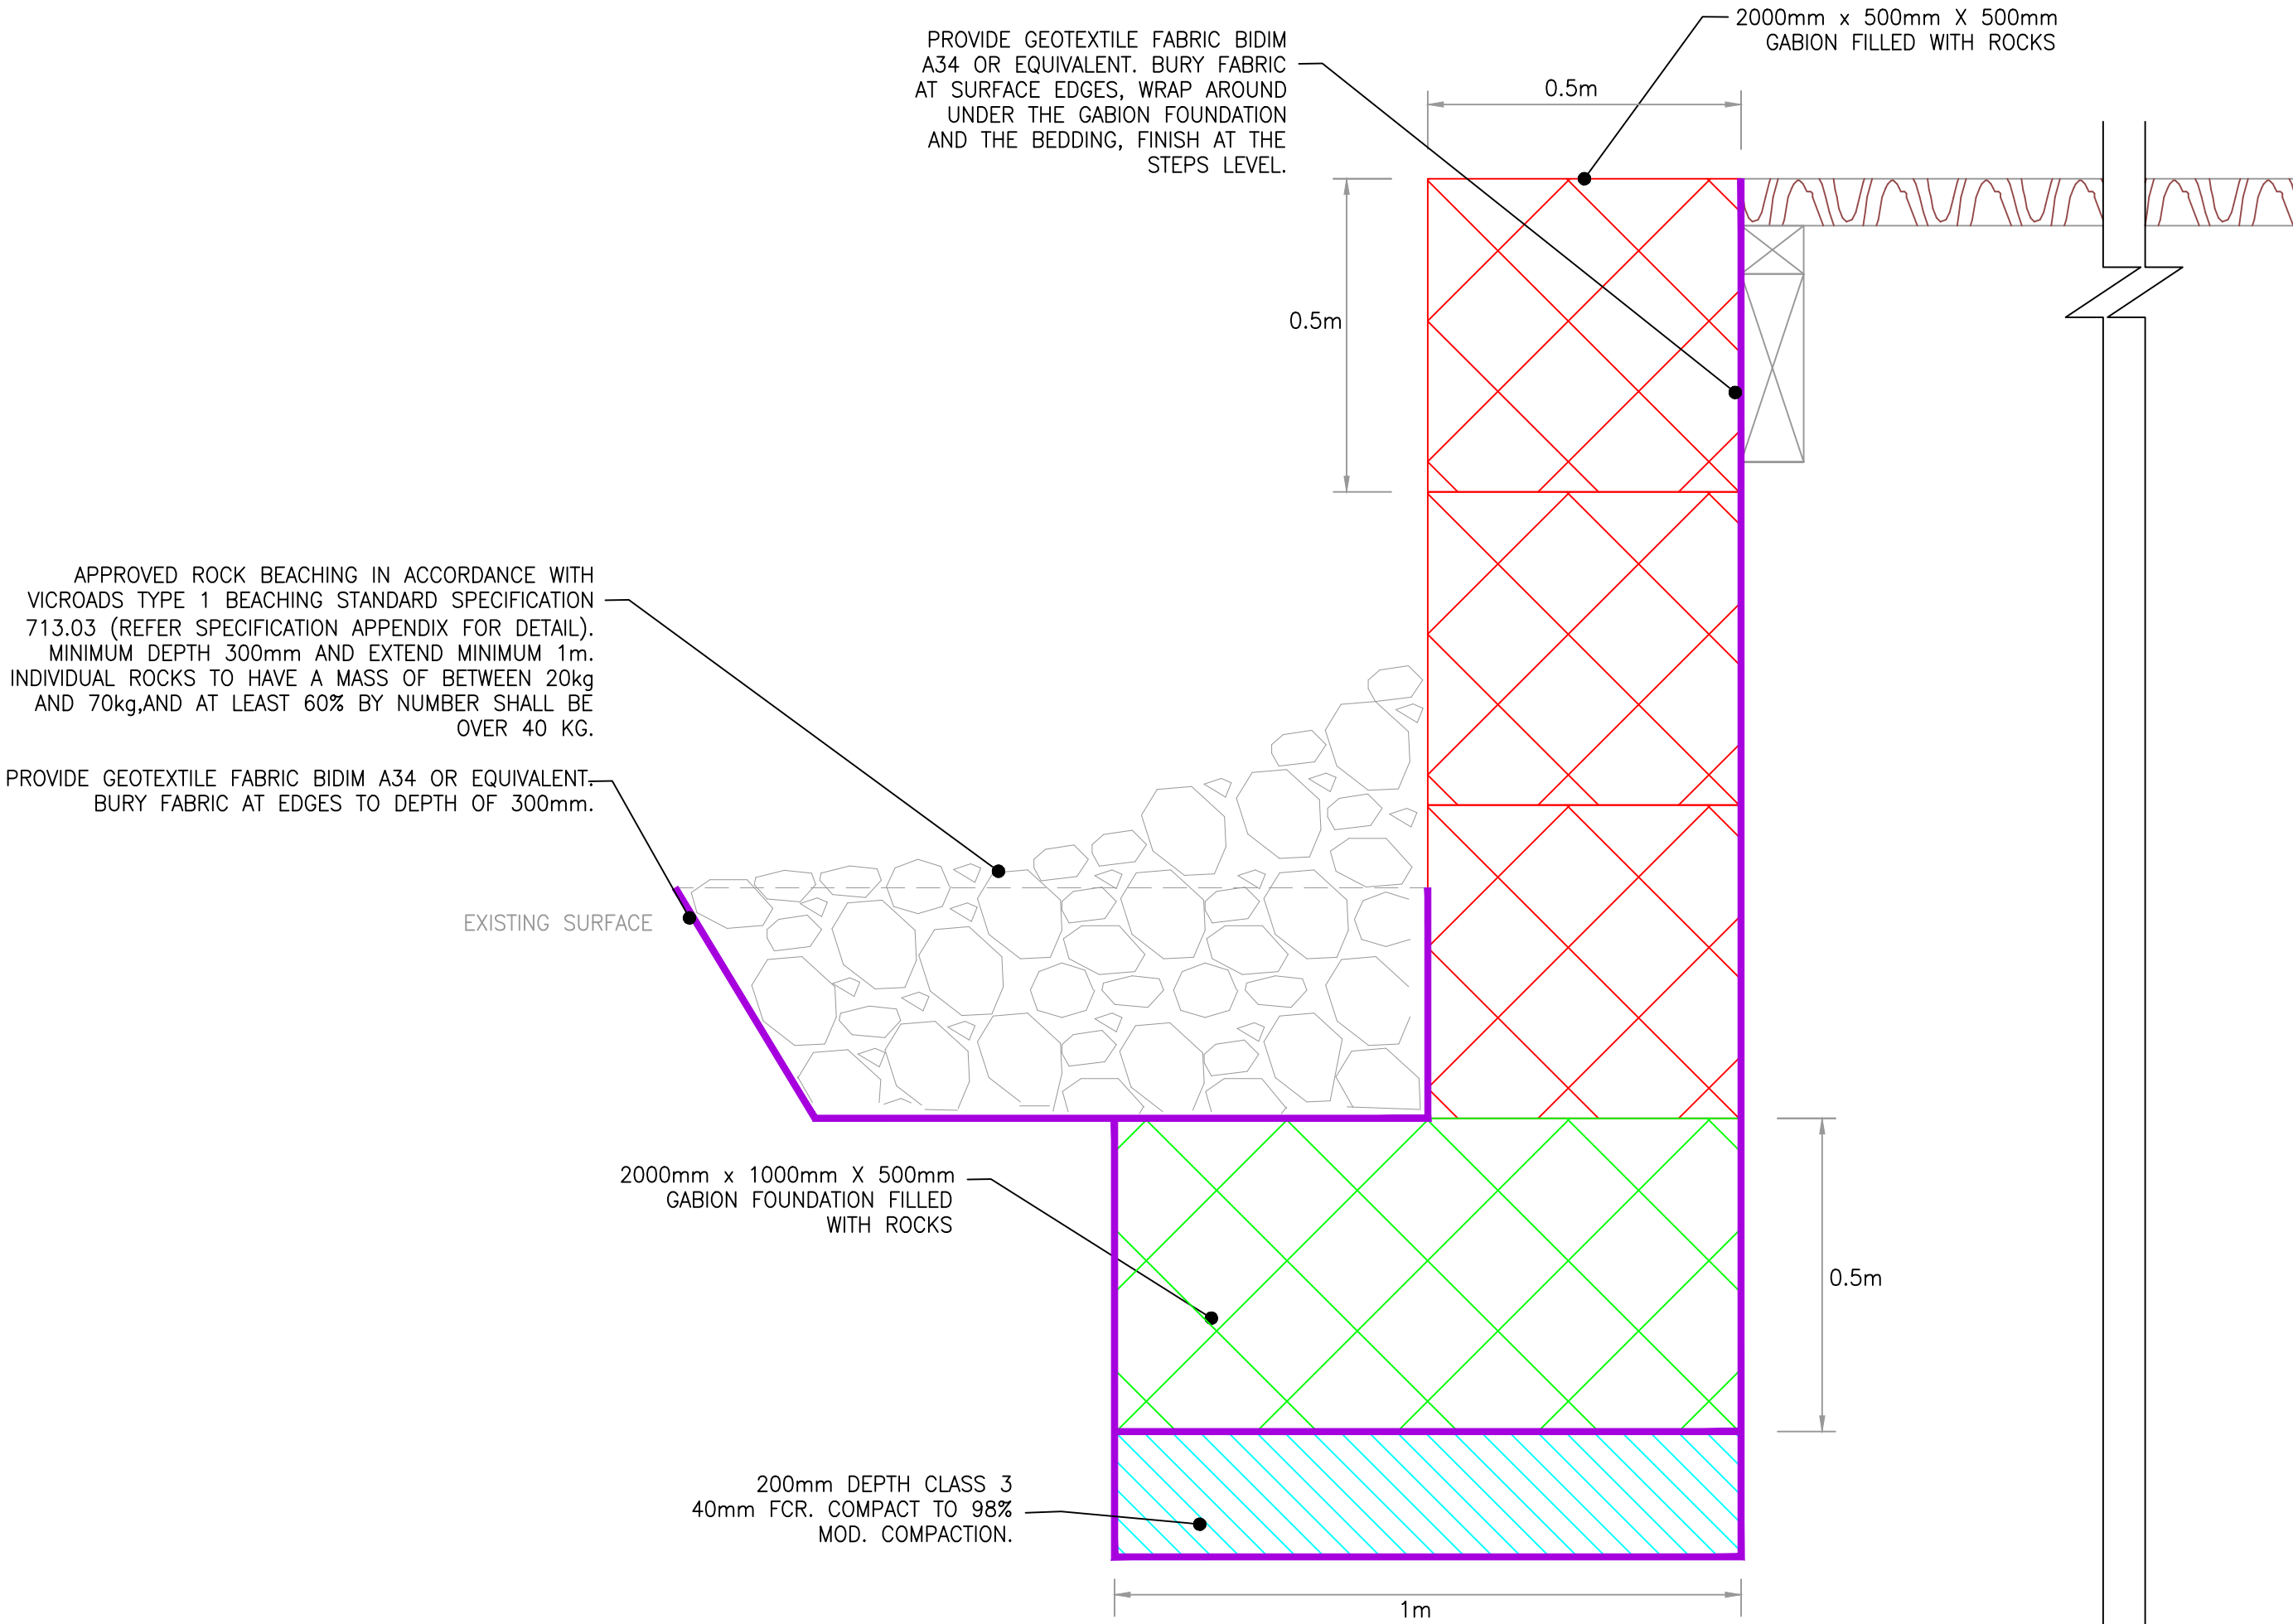 2000mm x 500mm X 500mm
GABION FILLED WITH ROCKS
PROVIDE GEOTEXTILE FABRIC BIDIM
A34 OR EQUIVALENT. BURY FABRIC
AT SURFACE EDGES, WRAP AROUND
UNDER THE GABION FOUNDATION
AND THE BEDDING, FINISH AT THE
STEPS LEVEL.
0.5m
0.5m
APPROVED ROCK BEACHING IN ACCORDANCE WITH
VICROADS TYPE 1 BEACHING STANDARD SPECIFICATION
713.03 (REFER SPECIFICATION APPENDIX FOR DETAIL).
MINIMUM DEPTH 300mm AND EXTEND MINIMUM 1m.
INDIVIDUAL ROCKS TO HAVE A MASS OF BETWEEN 20kg
AND 70kg,AND AT LEAST 60% BY NUMBER SHALL BE
OVER 40 KG.
PROVIDE GEOTEXTILE FABRIC BIDIM A34 OR EQUIVALENT.
BURY FABRIC AT EDGES TO DEPTH OF 300mm.
EXISTING SURFACE
2000mm x 1000mm X 500mm
GABION FOUNDATION FILLED
WITH ROCKS
0.5m
200mm DEPTH CLASS 3
40mm FCR. COMPACT TO 98%
MOD. COMPACTION.
1m